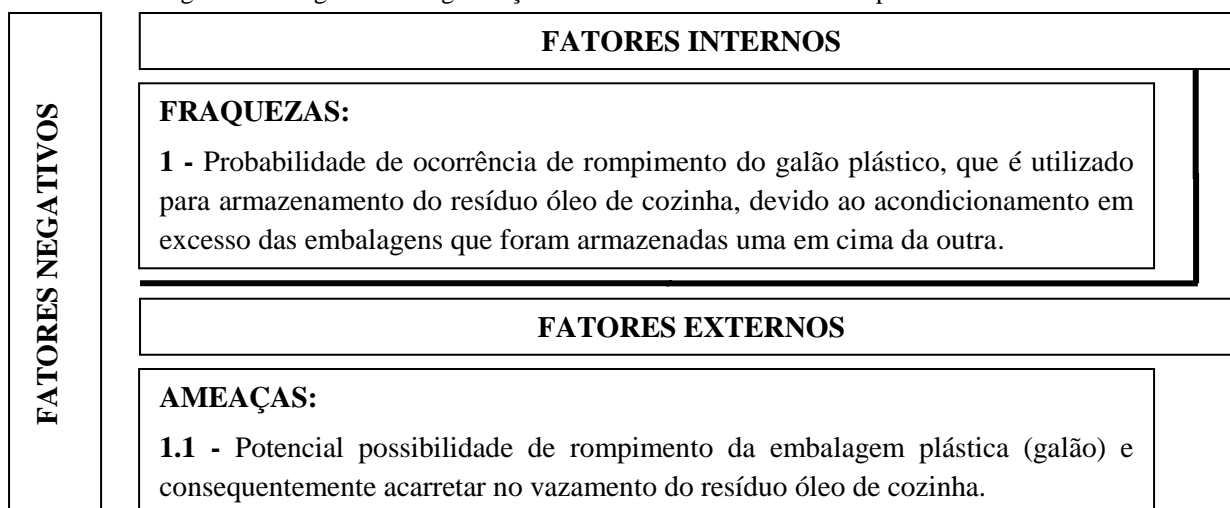 FATORES NEGATIVOS
FATORES INTERNOS
FRAQUEZAS:
1 - Probabilidade de ocorrência de rompimento do galão plástico, que é utilizado
para armazenamento do resíduo óleo de cozinha, devido ao acondicionamento em
excesso das embalagens que foram armazenadas uma em cima da outra.
FATORES EXTERNOS
AMEAÇAS:
1.1 - Potencial possibilidade de rompimento da embalagem plástica (galão) e
consequentemente acarretar no vazamento do resíduo óleo de cozinha.